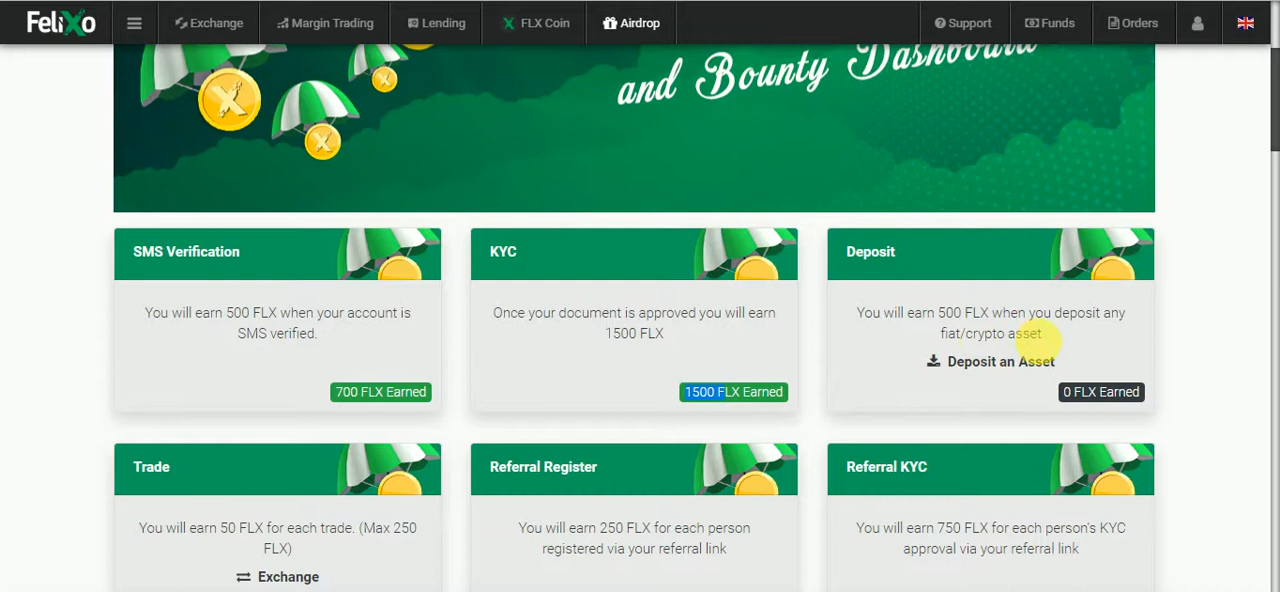 FeliXo
Exchange
Margin Trading
Lending
FLX Coin
Airdrop
Support
Funds
Orders
and Bounty Dashboard
SMS Verification
You will earn 500 FLX when your account is
SMS verified.
700 FLX Earned
KYC
Once your document is approved you will earn
1500 FLX
1500 FLX Earned
Deposit
You will earn 500 FLX when you deposit any
fiat/crypto asset
Deposit an Asset
0 FLX Earned
Trade
You will earn 50 FLX for each trade. (Max 250
FLX)
Exchange
Referral Register
You will earn 250 FLX for each person
registered via your referral link
Referral KYC
You will earn 750 FLX for each person's KYC
approval via your referral link